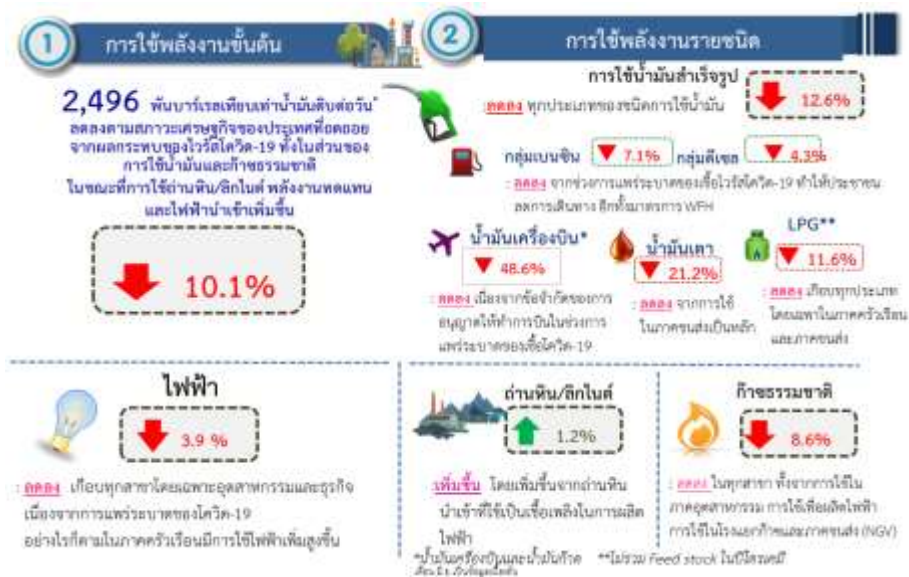 1
การใช้พลังงานขั้นต้น
2,496 พันบาร์เรลเทียบเท่าน้ำมันดิบต่อวัน*
ลดลงตามสภาวะเศรษฐกิจของประเทศที่ถดถอย
จากผลกระทบของไวรัสโควิด-19 ทั้งในส่วนของ
การใช้น้ำมันและก๊าซธรรมชาติ
ในขณะที่การใช้ถ่านหิน/ลิกไนต์ พลังงานทดแทน
และไฟฟ้านำเข้าเพิ่มขึ้น
10.1%
2
การใช้พลังงานรายชนิด
การใช้น้ำมันสำเร็จรูป
: ลดลง ทุกประเภทของชนิดการใช้น้ำมัน
12.6%
กลุ่มเบนซิน 7.1% กลุ่มดีเซล 4.3%
: ลดลง จากช่วงการแพร่ระบาดของเชื้อไวรัสโควิด-19 ทำให้ประชาชน
ลดการเดินทาง อีกทั้งมาตรการ WFH
น้ำมันเครื่องบิน*
48.6%
: ลดลง เนื่องจากข้อจำกัดของการ
อนุญาตให้ทำการบินในช่วงการ
แพร่ระบาดของเชื้อโควิด-19
น้ำมันเตา
21.2%
: ลดลง จากการใช้
ในภาคขนส่งเป็นหลัก
LPG**
11.6%
: ลดลง เกือบทุกประเภท
โดยเฉพาะในภาคครัวเรือน
และภาคขนส่ง
ไฟฟ้า
3.9 %
: ลดลง เกือบทุกสาขาโดยเฉพาะอุตสาหกรรมและธุรกิจ
เนื่องจากการแพร่ระบาดของโควิด-19
อย่างไรก็ตามในภาคครัวเรือนมีการใช้ไฟฟ้าเพิ่มสูงขึ้น
ถ่านหิน/ลิกไนต์
1.2%
:เพิ่มขึ้น โดยเพิ่มขึ้นจากถ่านหิน
นำเข้าที่ใช้เป็นเชื้อเพลิงในการผลิต
ไฟฟ้า
ก๊าซธรรมชาติ
8.6%
: ลดลง ในทุกสาขา ทั้งจากการใช้ใน
ภาคอุตสาหกรรม การใช้เพื่อผลิตไฟฟ้า
การใช้ในโรงแยกก๊าซและภาคขนส่ง (NGV)
*น้ำมันเครื่องบินและน้ำมันก๊าด **ไม่รวม Feed stock ในปิโตรเคมี